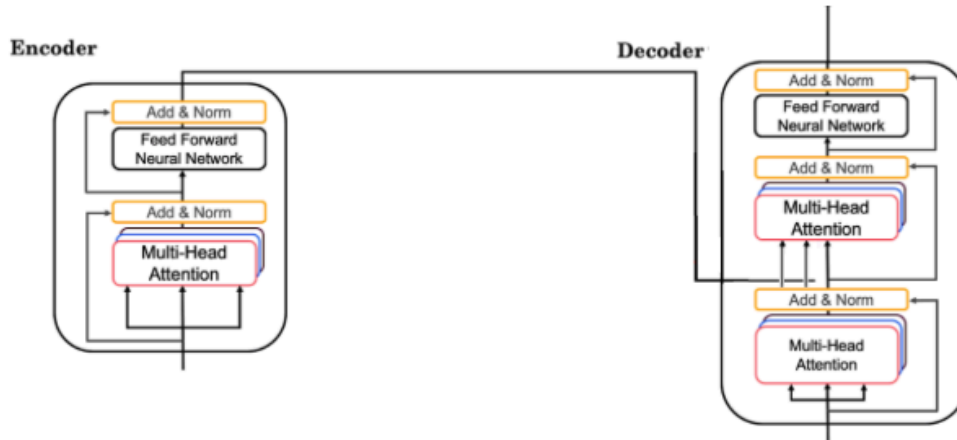 Encoder
Add & Norm
Feed Forward
Neural Network
Add & Norm
Multi-Head
Attention
Decoder
Add & Norm
Feed Forward
Neural Network
Add & Norm
Multi-Head
Attention
Add & Norm
Multi-Head
Attention